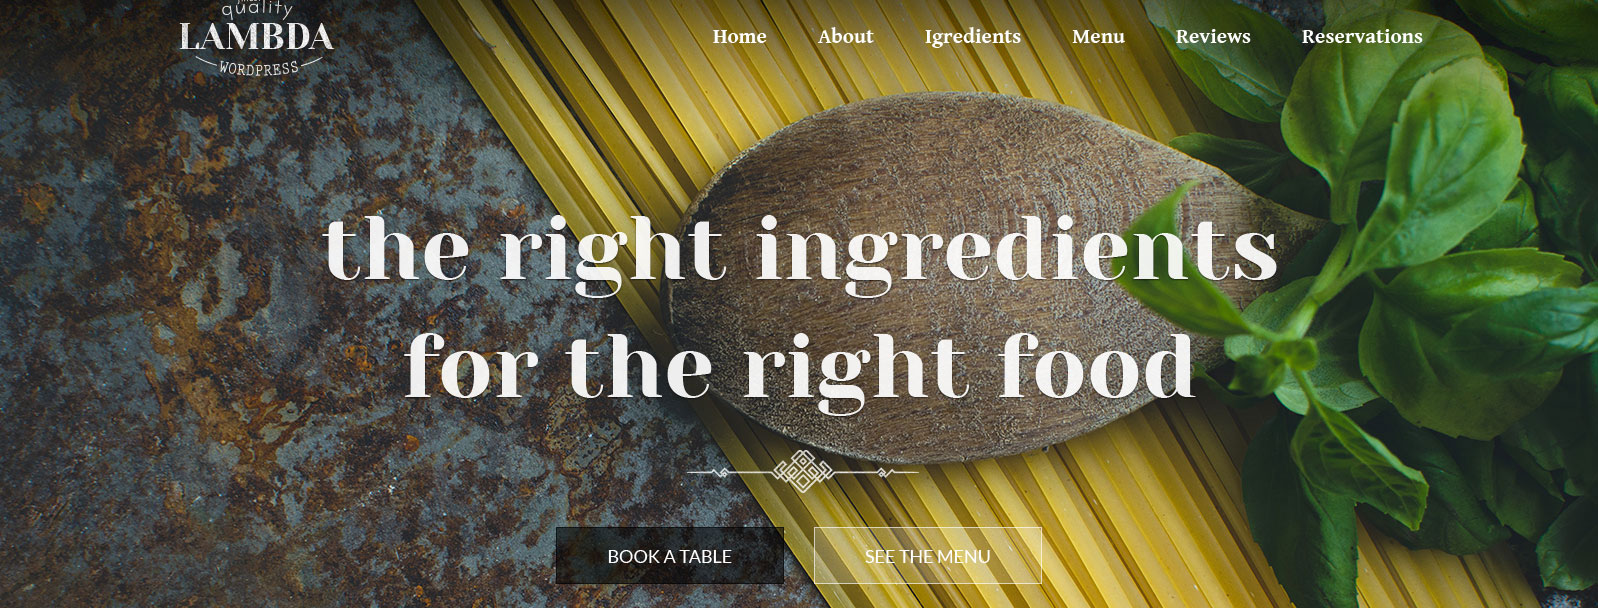 quality
LAMBDA
WORDPRESS
Home About Igredients Menu Reviews Reservations
the right ingredients
for the right food
BOOK A TABLE SEE THE MENU